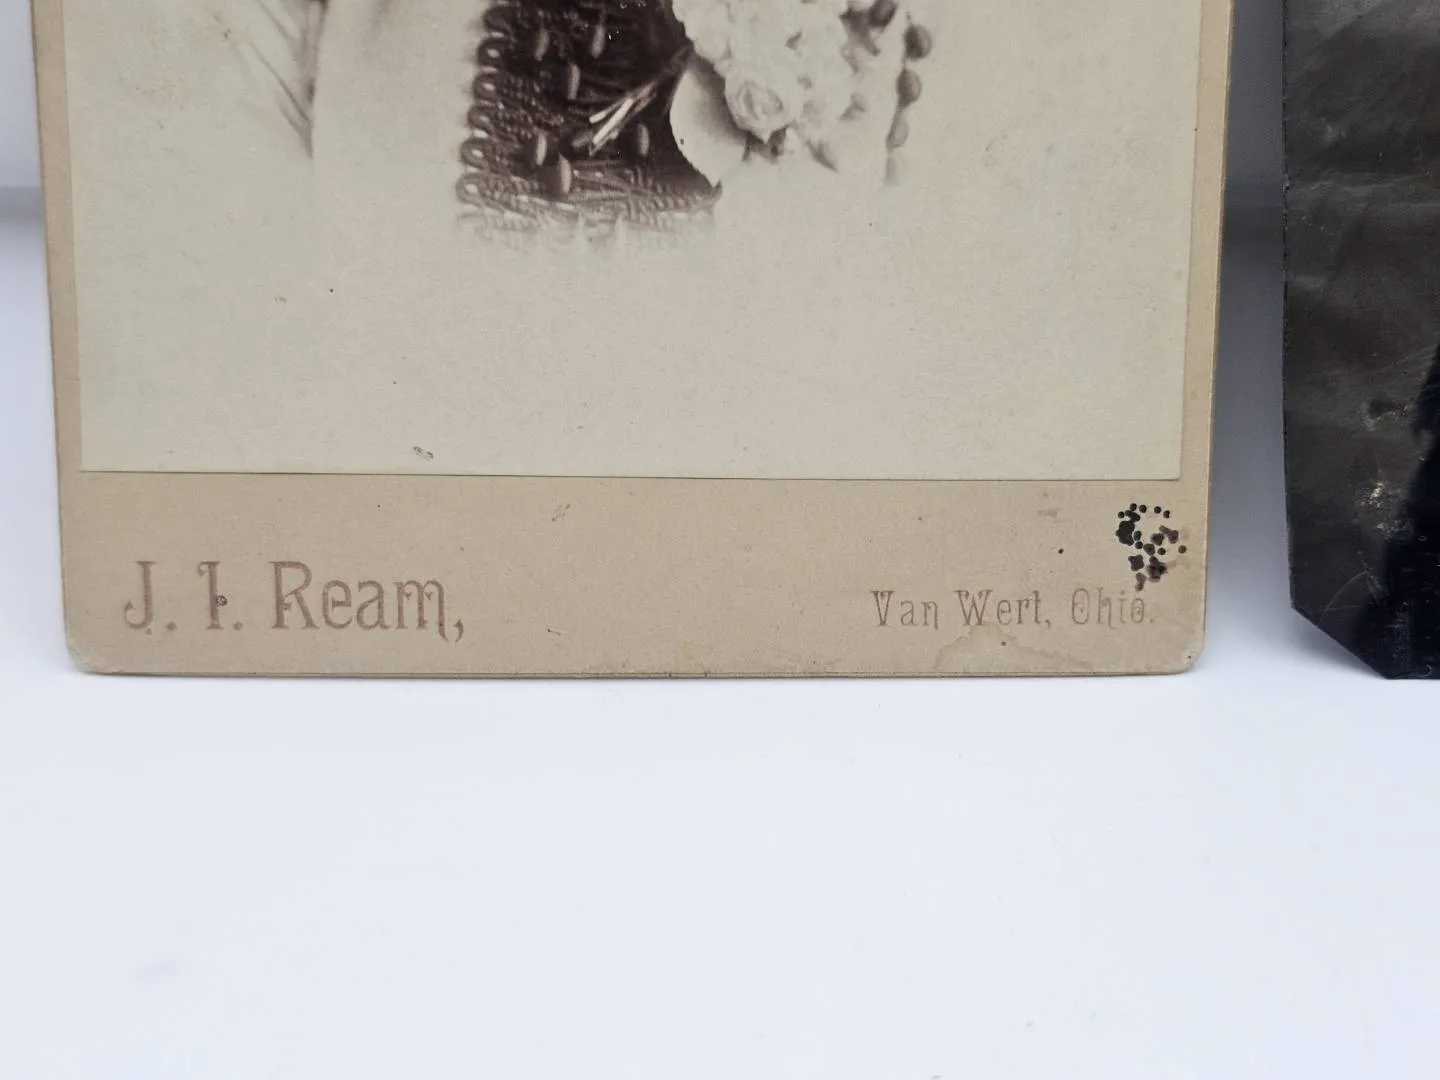 J. I. Ream,
Van Wert, Ohio.